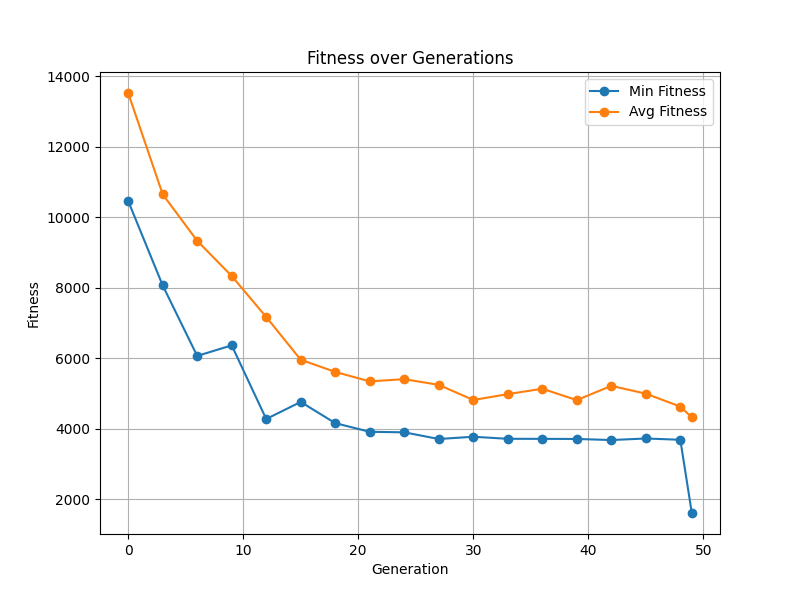 Fitness over Generations
Min Fitness
Avg Fitness
14000
12000
10000
8000
6000
4000
2000
Fitness
0 10 20 30 40 50
Generation